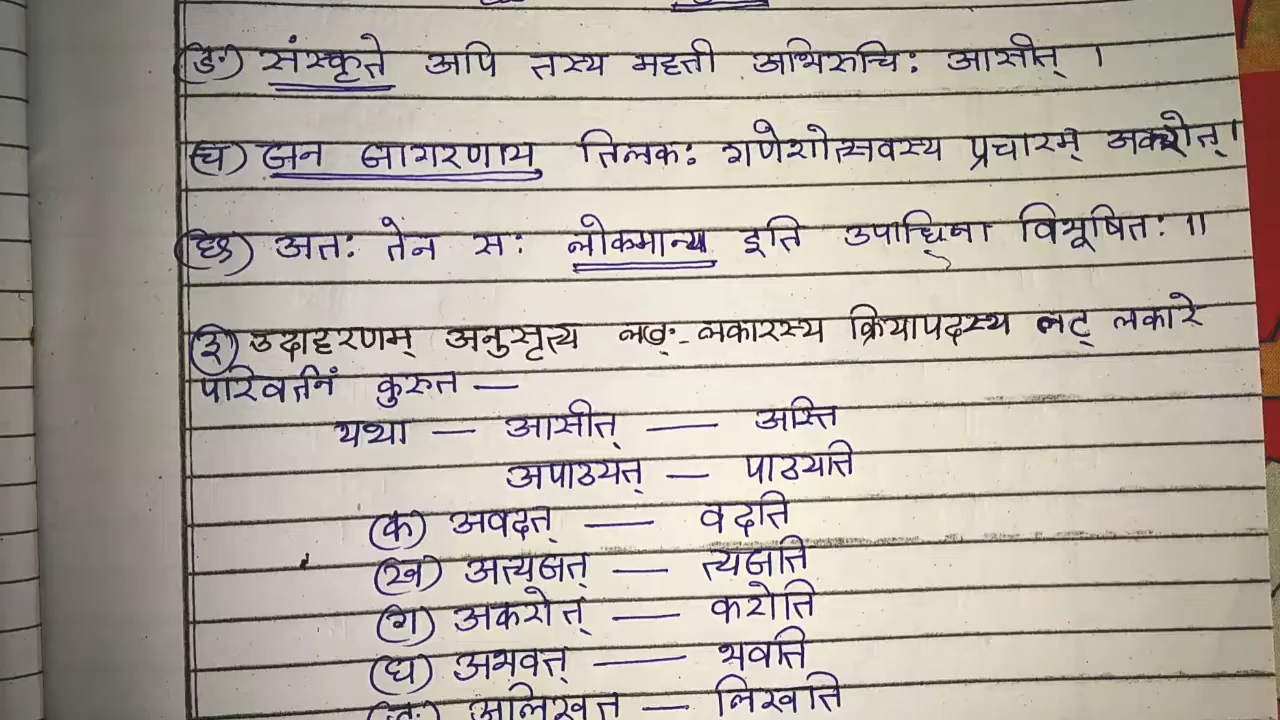 (ङ) संस्कृते अपि तस्य महती अभिरुचिः आसीत् ।
(च) जन जागरणाय तिलकः गणेशोत्सवस्य प्रचारम् अकरोत्।
(छ) अतः तेन सः लोकमान्य इति उपाधिना विभूषितः ॥
उदाहरणम् अनुसृत्य लङ्-लकारस्य क्रियापदस्य लट् लकारे
परिवर्तनं कुरुत —
यथा — आसीत् — अस्ति
अपाठयत् — पाठयति
(क) अवदत् — वदति
(ख) अत्यजत् — त्यजति
(ग) अकरोत् — करोति
(घ) अभवत् — भवति
(ङ) अलिखत — लिखति